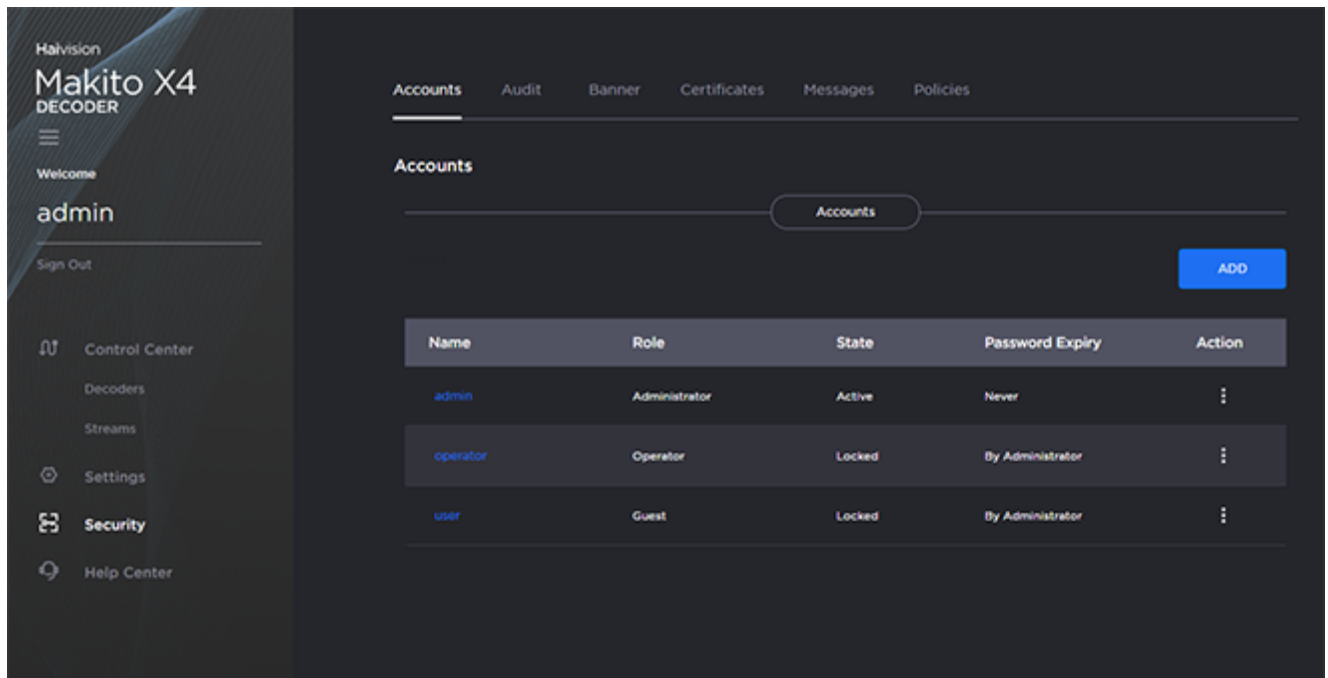 Haivision
Makito X4
DECODER
Welcome
admin
Sign Out
Control Center
Decoders
Streams
Settings
Security
Help Center
Accounts Audit Banner Certificates Messages Policies
Accounts
Accounts
ADD
Name Role State Password Expiry Action
admin Administrator Active Never
operator Operator Locked By Administrator
user Guest Locked By Administrator